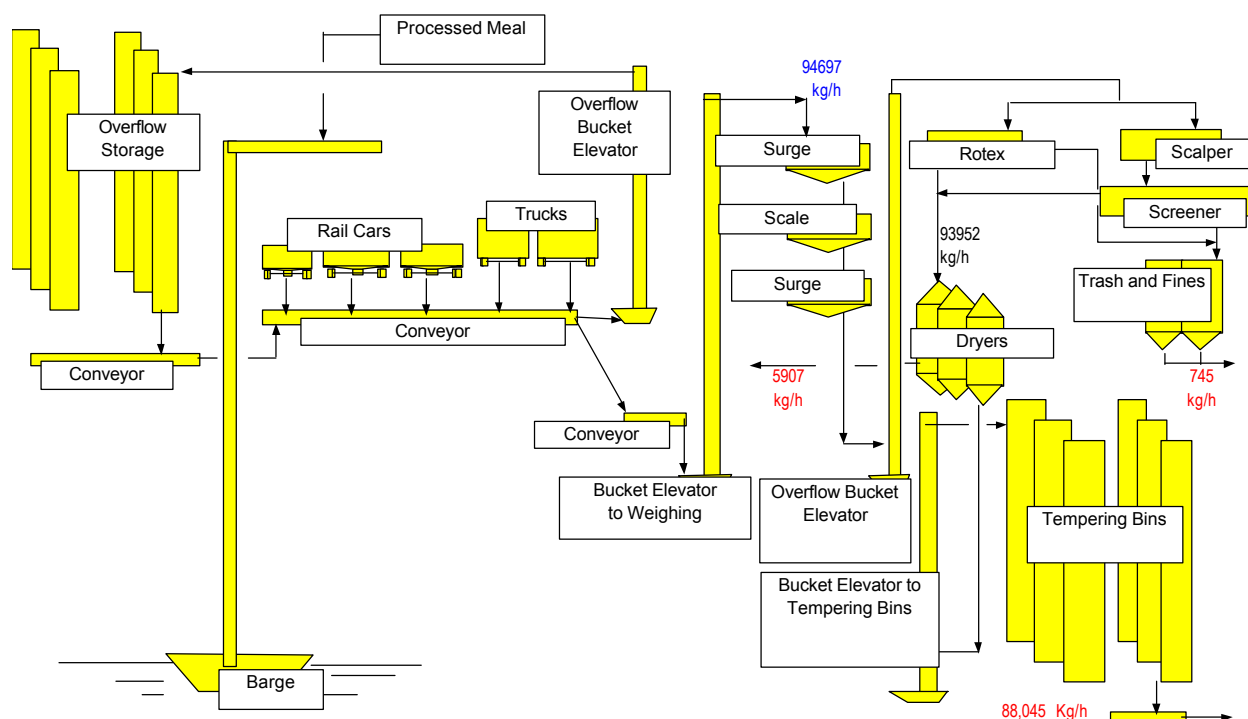 Processed Meal
94697
kg/h
Overflow
Storage
Overflow
Bucket
Elevator
Surge
Rotex
Scalper
Trucks
Rail Cars
Scale
Screener
93952
kg/h
Surge
Trash and Fines
Conveyor
Dryers
Conveyor
5907
kg/h
745
kg/h
Conveyor
Bucket Elevator
to Weighing
Overflow Bucket
Elevator
Tempering Bins
Bucket Elevator to
Tempering Bins
Barge
88,045 Kg/h